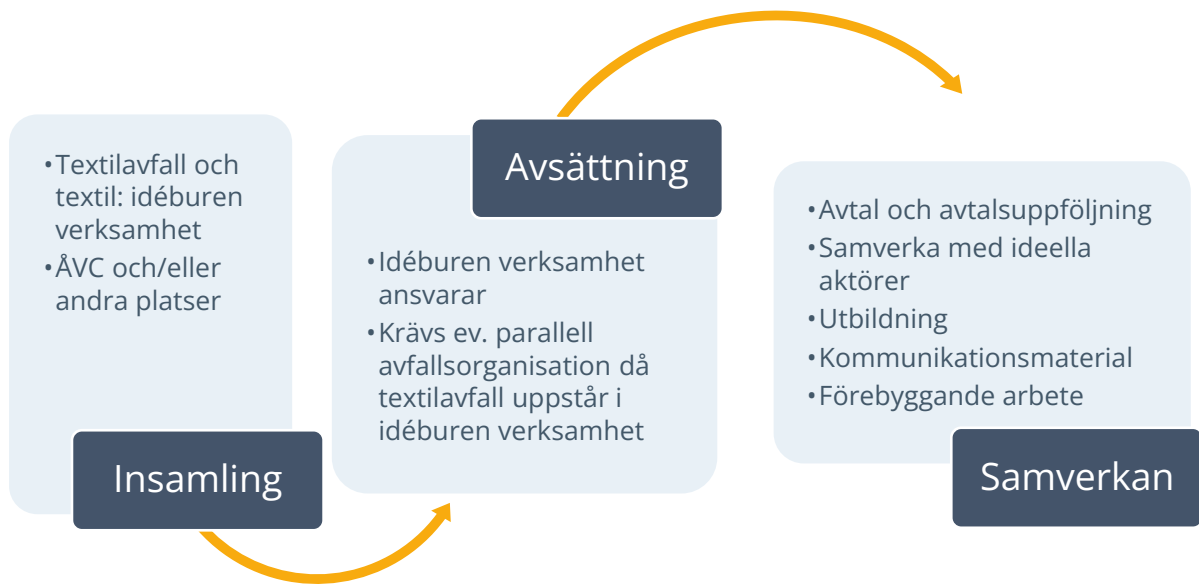 •Textilavfall och
textil: idéburen
verksamhet
•ÅVC och/eller
andra platser
Insamling
Avsättning
•Idéburen verksamhet
ansvarar
•Krävs ev. parallell
avfallsorganisation då
textilavfall uppstår i
idéburen verksamhet
•Avtal och avtalsuppföljning
•Samverka med ideella
aktörer
•Utbildning
•Kommunikationsmaterial
•Förebyggande arbete
Samverkan